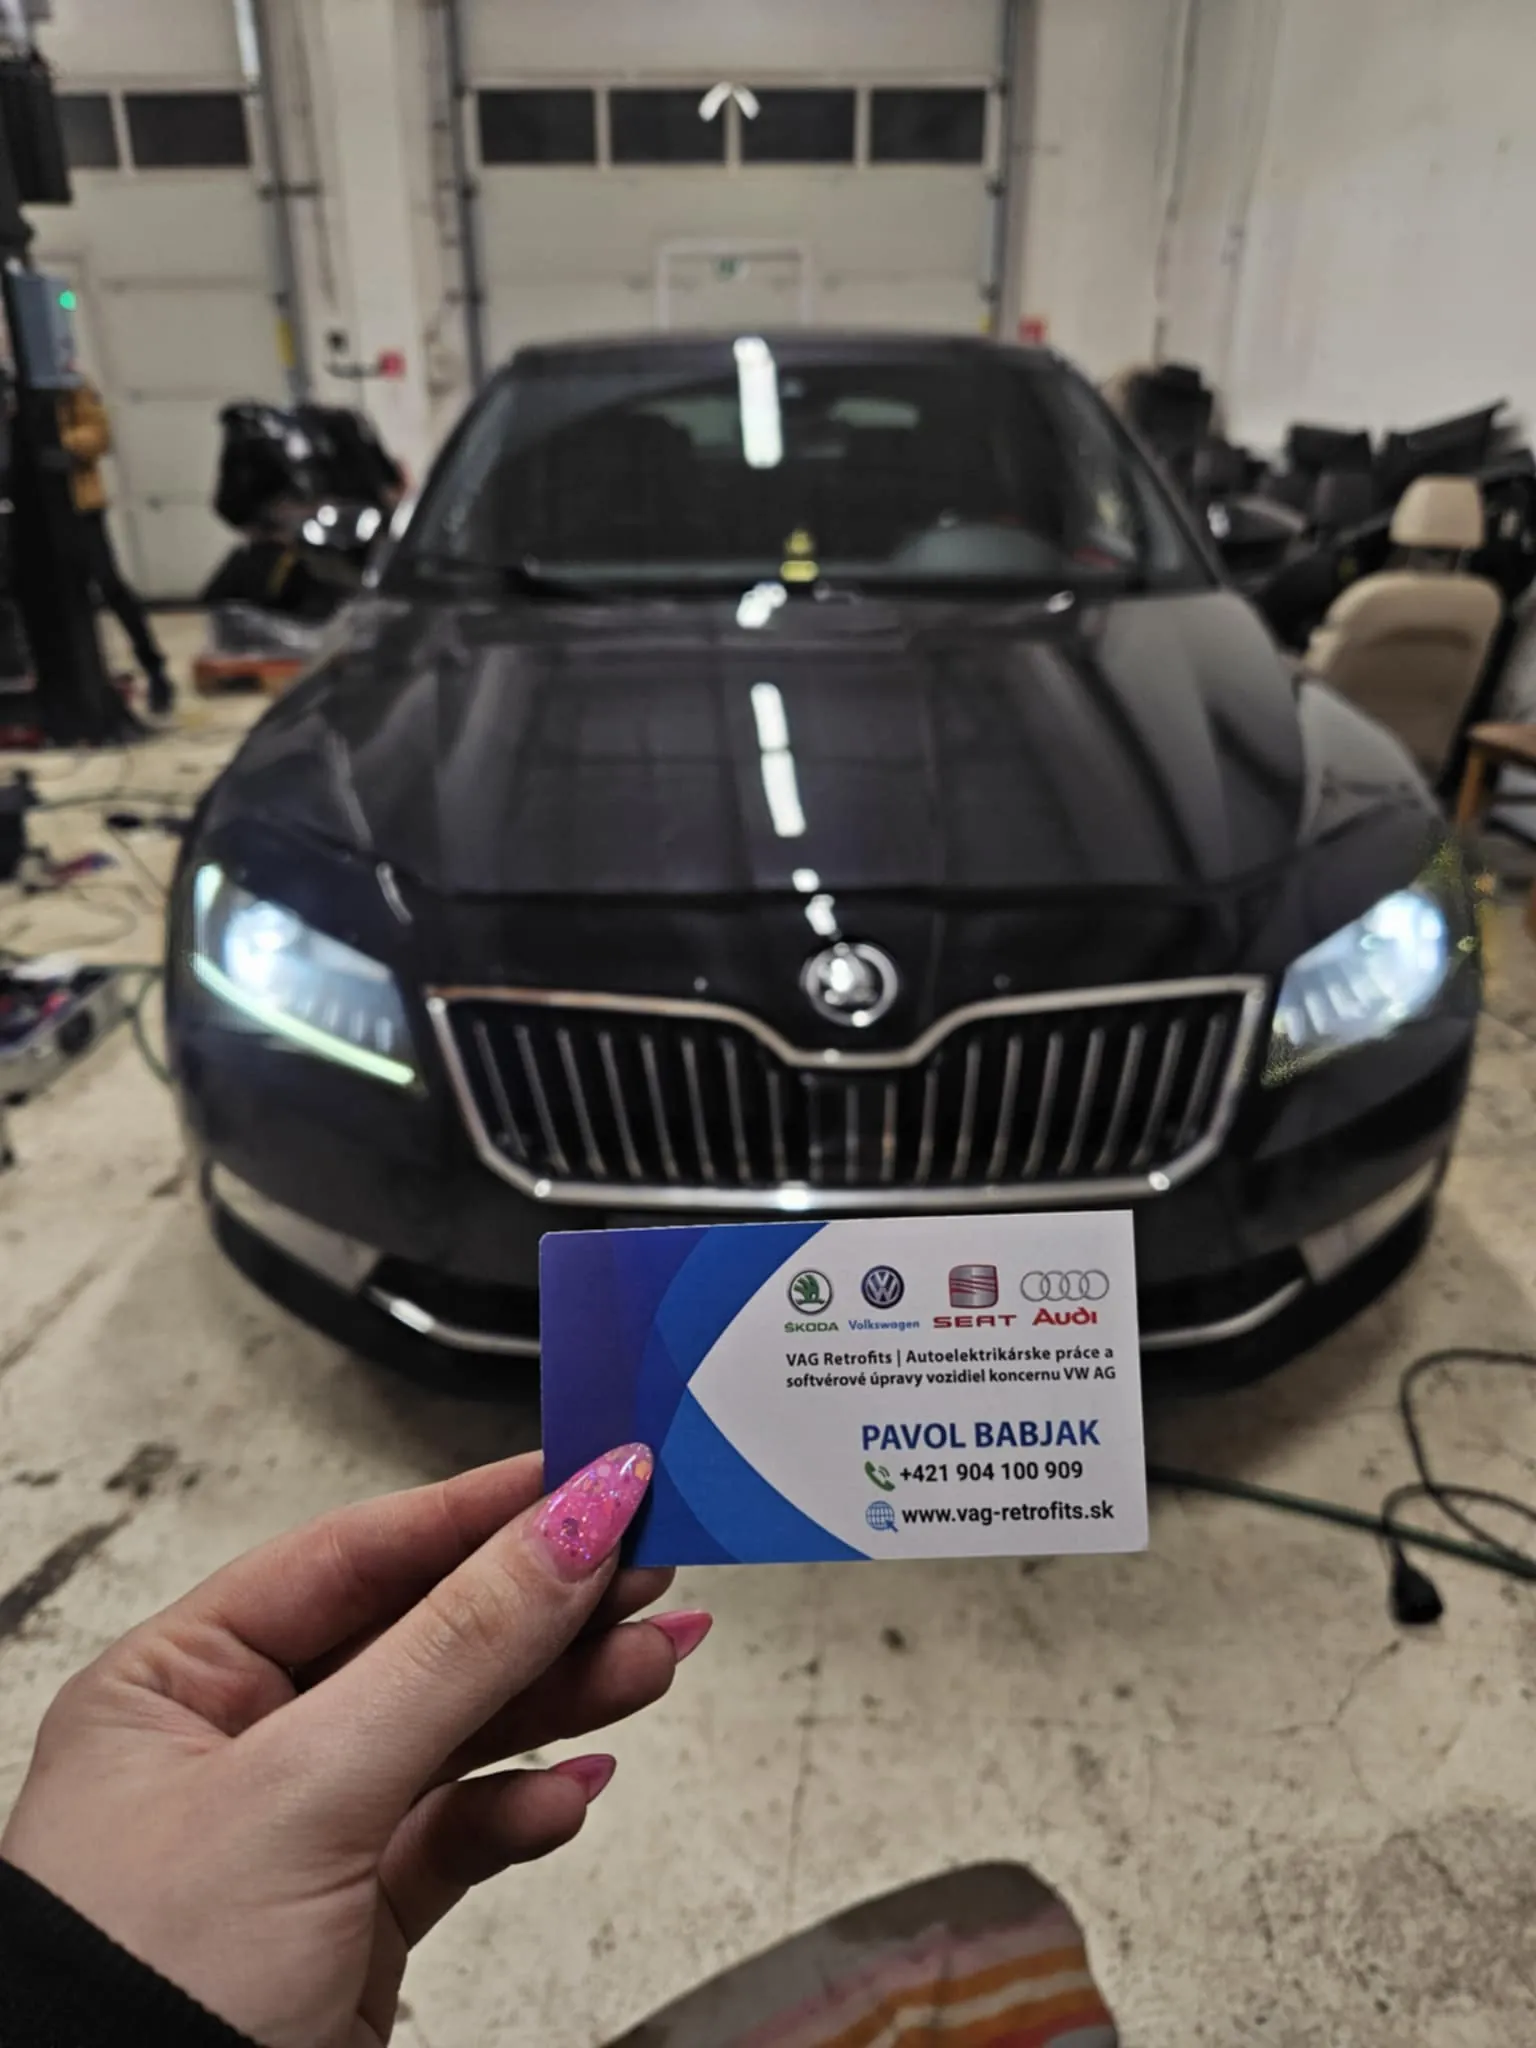 ŠKODA Volkswagen SEAT Audi
VAG Retrofits | Autoelektrikárske práce a
softvérové úpravy vozidiel koncernu VW AG
PAVOL BABJAK
+421 904 100 909
www.vag-retrofits.sk